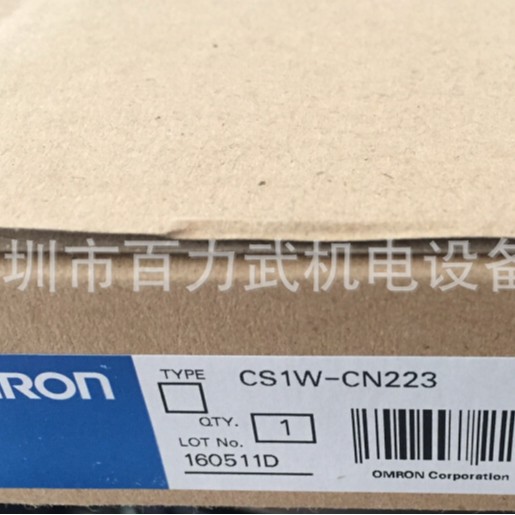 圳市百力武机电设备
MRON
TYPE CS1W-CN223
QTY. 1
LOT No.
160511D
OMRON Corporation